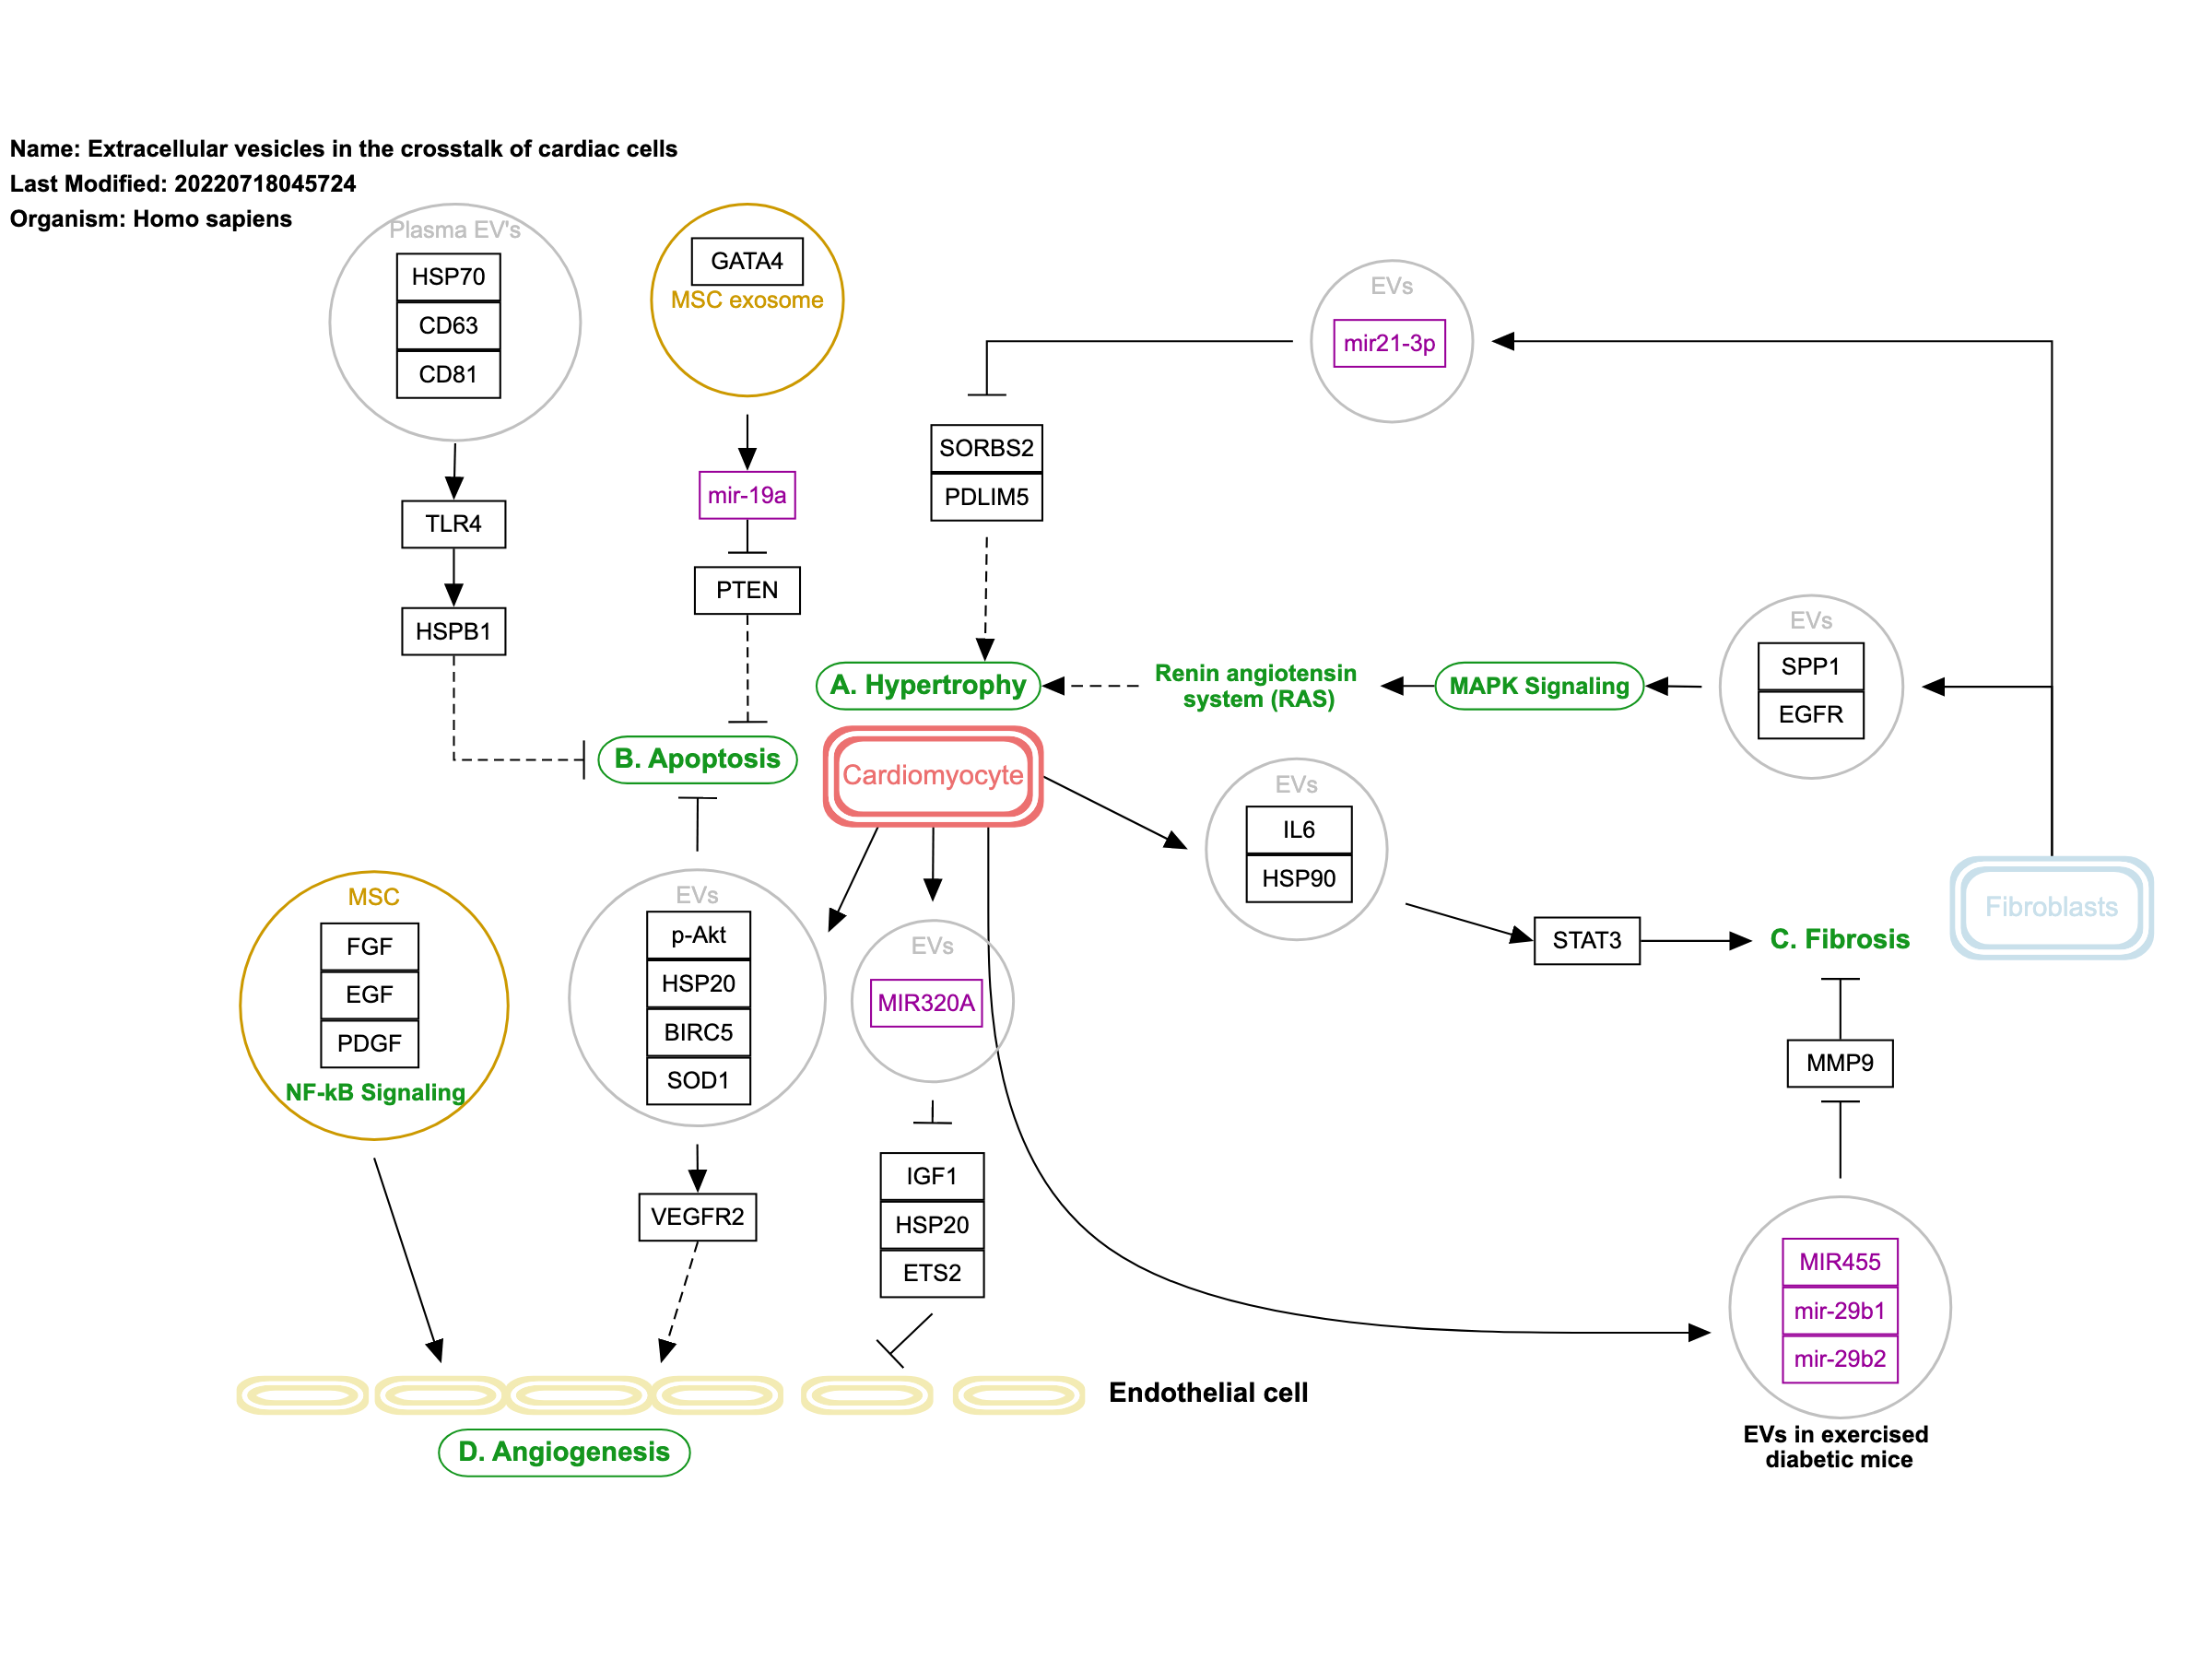 Name: Extracellular vesicles in the crosstalk of cardiac cells
Last Modified: 20220718045724
Organism: Homo sapiens
Plasma EV's
HSP70
CD63
CD81
GATA4
MSC exosome
EVs
mir21-3p
SORBS2
PDLIM5
mir-19a
TLR4
PTEN
HSPB1
EVs
SPP1
EGFR
A. Hypertrophy
Renin angiotensin
system (RAS)
MAPK Signaling
B. Apoptosis
Cardiomyocyte
EVs
IL6
HSP90
Fibroblasts
MSC
FGF
EGF
PDGF
NF-kB Signaling
EVs
p-Akt
HSP20
BIRC5
SOD1
EVs
MIR320A
STAT3
C. Fibrosis
MMP9
VEGFR2
IGF1
HSP20
ETS2
MIR455
mir-29b1
mir-29b2
Endothelial cell
EVs in exercised
diabetic mice
D. Angiogenesis